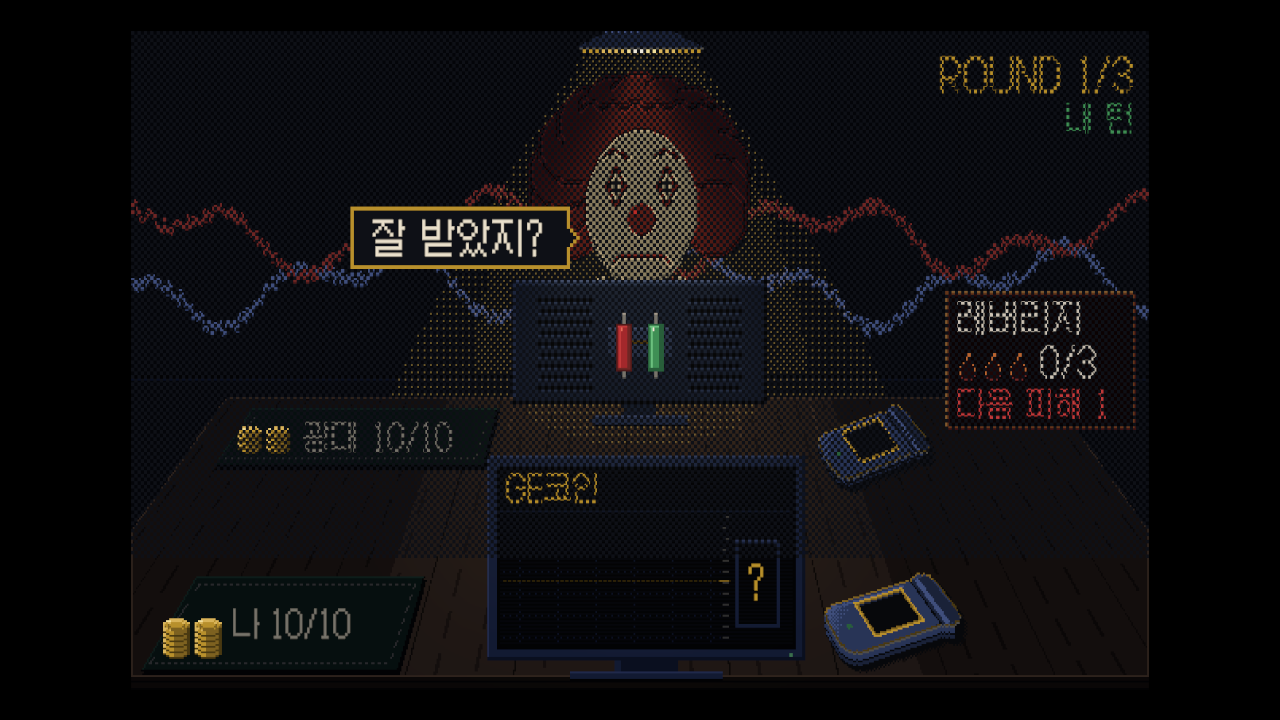 ROUND 1/3
내 턴
잘 받았지?
레버리지
0/3
다음 피해 1
광대 10/10
GE코인
?
나 10/10